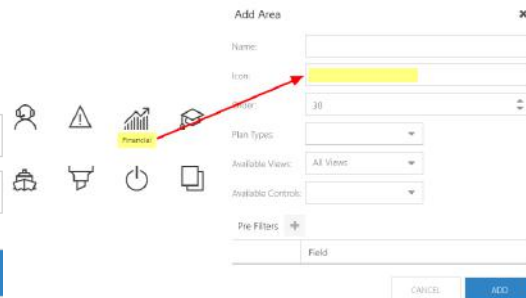 Add Area
Name:
Icon:
Order:
30
Plan Types:
Available Views:
All Views
Available Controls:
Pre Filters
Field
CANCEL
ADD
Financial